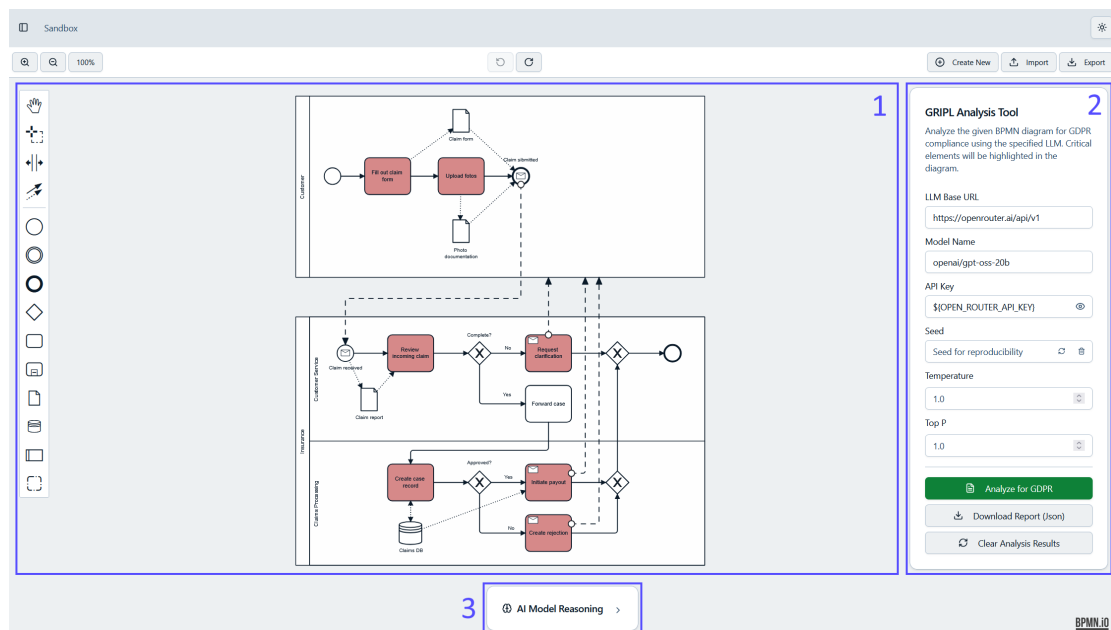 Sandbox
100%
Create New
Import
Export
1
2
Customer
Claim form
Fill out claim
form
Upload fotos
Claim sibmitted
Photo
documentation
Insurance
Customer Service
Claim received
Review
incoming claim
Claim report
Complete?
No
Yes
Request
clarification
Forward case
Claims Processing
Create case
record
Claims DB
Approved?
Yes
No
Initiate payout
Create rejection
GRIPL Analysis Tool
Analyze the given BPMN diagram for GDPR
compliance using the specified LLM. Critical
elements will be highlighted in the
diagram.
LLM Base URL
https://openrouter.ai/api/v1
Model Name
openai/gpt-oss-20b
API Key
${OPEN_ROUTER_API_KEY}
Seed
Seed for reproducibility
Temperature
1.0
Top P
1.0
Analyze for GDPR
Download Report (Json)
Clear Analysis Results
3
AI Model Reasoning
BPMN.iO